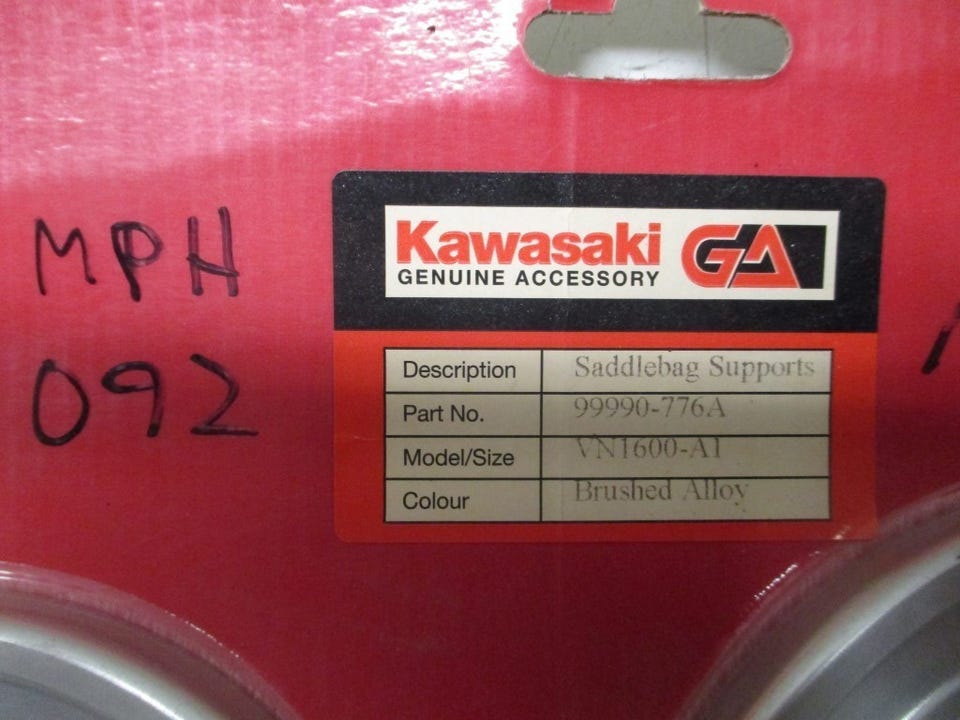 MPH
092
Kawasaki GA
GENUINE ACCESSORY
Description Saddlebag Supports
Part No. 99990-776A
Model/Size VN1600-A1
Colour Brushed Alloy